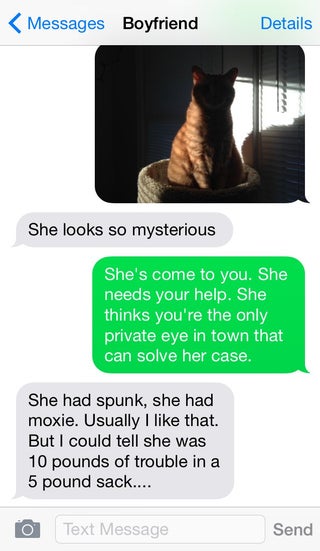 Messages Boyfriend Details
She looks so mysterious
She's come to you. She
needs your help. She
thinks you're the only
private eye in town that
can solve her case.
She had spunk, she had
moxie. Usually I like that.
But I could tell she was
10 pounds of trouble in a
5 pound sack....
Text Message Send